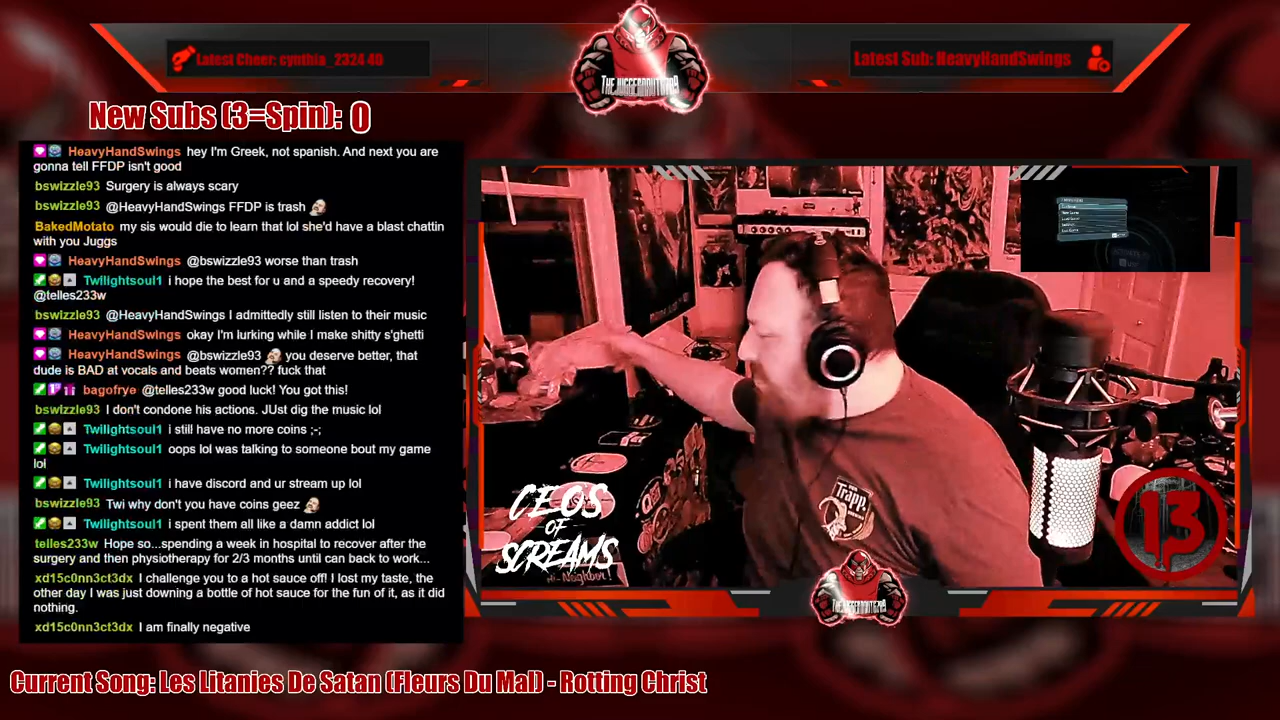 Latest Cheer: cynthia_2324 40
THEJUGGERNAUT0709
Latest Sub: HeavyHandSwings
New Subs (3=Spin): 0
HeavyHandSwings hey I'm Greek, not spanish. And next you are
gonna tell FFDP isn't good
bswizzle93 Surgery is always scary
bswizzle93 @HeavyHandSwings FFDP is trash
BakedMotato my sis would die to learn that lol she'd have a blast chattin
with you Juggs
HeavyHandSwings @bswizzle93 worse than trash
Twilightsoul1 i hope the best for u and a speedy recovery!
@telles233w
bswizzle93 @HeavyHandSwings I admittedly still listen to their music
HeavyHandSwings okay I'm lurking while I make shitty s'ghetti
HeavyHandSwings @bswizzle93 you deserve better, that
dude is BAD at vocals and beats women?? fuck that
bagofrye @telles233w good luck! You got this!
bswizzle93 I don't condone his actions. JUst dig the music lol
Twilightsoul1 i still have no more coins ;-;
Twilightsoul1 oops lol was talking to someone bout my game
lol
Twilightsoul1 i have discord and ur stream up lol
bswizzle93 Twi why don't you have coins geez
Twilightsoul1 i spent them all like a damn addict lol
telles233w Hope so...spending a week in hospital to recover after the
surgery and then physiotherapy for 2/3 months until can back to work...
xd15c0nn3ct3dx I challenge you to a hot sauce off! I lost my taste, the
other day I was just downing a bottle of hot sauce for the fun of it, as it did
nothing.
xd15c0nn3ct3dx I am finally negative
Trapp
CEOS
OF
SCREAMS
Hi-Neighbor!
13
Current Song: Les Litanies De Satan (Fleurs Du Mal) - Rotting Christ